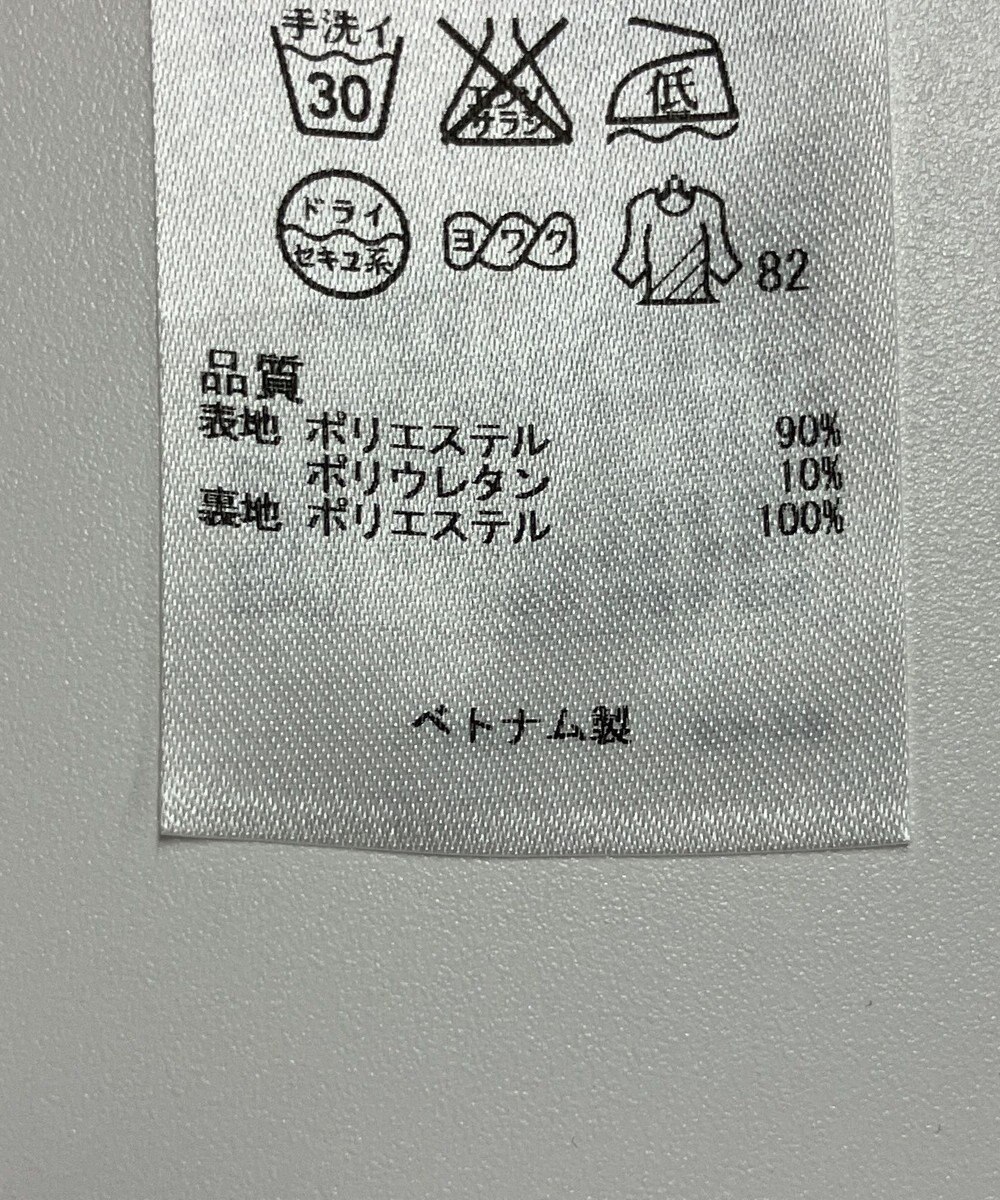 手洗イ
30
エンソ
サラシ
低
ドライ
セキユ系
ヨワク
82
品質
表地 ポリエステル 90%
ポリウレタン 10%
裏地 ポリエステル 100%
ベトナム製